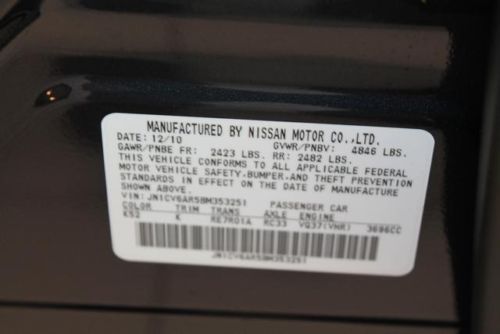 MANUFACTURED BY NISSAN MOTOR CO.,LTD.
DATE: 12/10 GVWR/PNBV: 4846 LBS.
GAWR/PNBE FR: 2423 LBS. RR: 2482 LBS.
THIS VEHICLE CONFORMS TO ALL APPLICABLE FEDERAL
MOTOR VEHICLE SAFETY,BUMPER,AND THEFT PREVENTION
STANDARDS IN EFFECT ON THE DATE OF MANUFACTURE
SHOWN ABOVE.
VIN: JN1CV6AR5BM353251 PASSENGER CAR
COLOR TRIM TRANS AXLE ENGINE
K52 K RE7R01A RC33 VQ37(VHR) 3696CC
JN1CV6AR5BM353251